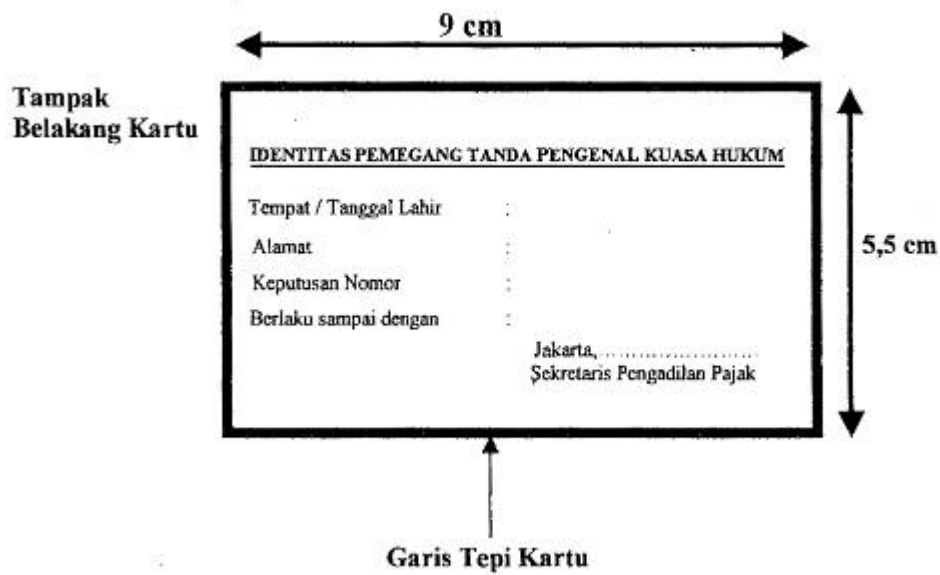 9 cm
Tampak
Belakang Kartu
IDENTITAS PEMEGANG TANDA PENGENAL KUASA HUKUM
Tempat / Tanggal Lahir :
Alamat :
Keputusan Nomor :
Berlaku sampai dengan :
Jakarta,.........................
Sekretaris Pengadilan Pajak
5,5 cm
Garis Tepi Kartu